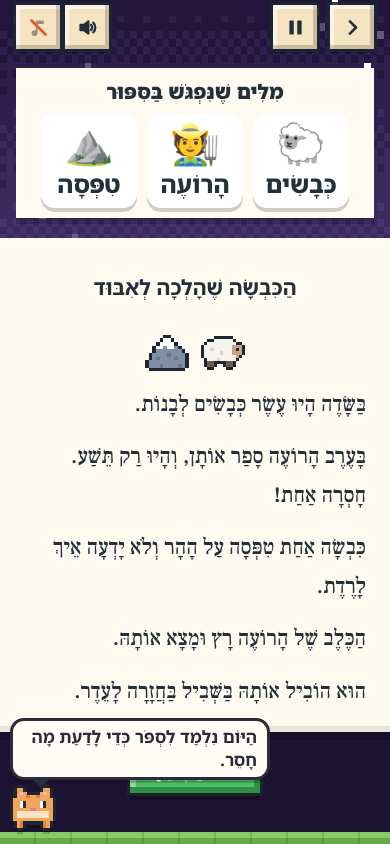 מִלִּים שֶׁנִּפְגֹּשׁ בַּסִּפּוּר
כְּבָשִׂים
הָרוֹעֶה
טִפְּסָה
הַכִּבְשָׂה שֶׁהָלְכָה לְאִבּוּד
בַּשָּׂדֶה הָיוּ עֶשֶׂר כְּבָשִׂים לְבָנוֹת.
בָּעֶרֶב הָרוֹעֶה סָפַר אוֹתָן, וְהָיוּ רַק תֵּשַׁע.
חֲסֵרָה אַחַת!
כִּבְשָׂה אַחַת טִפְּסָה עַל הָהָר וְלֹא יָדְעָה אֵיךְ
לָרֶדֶת.
הַכֶּלֶב שֶׁל הָרוֹעֶה רָץ וּמָצָא אוֹתָהּ.
הוּא הוֹבִיל אוֹתָהּ בַּשְּׁבִיל בַּחֲזָרָה לָעֵדֶר.
הַיּוֹם נִלְמַד לִסְפֹּר כְּדֵי לָדַעַת מָה
חָסֵר.